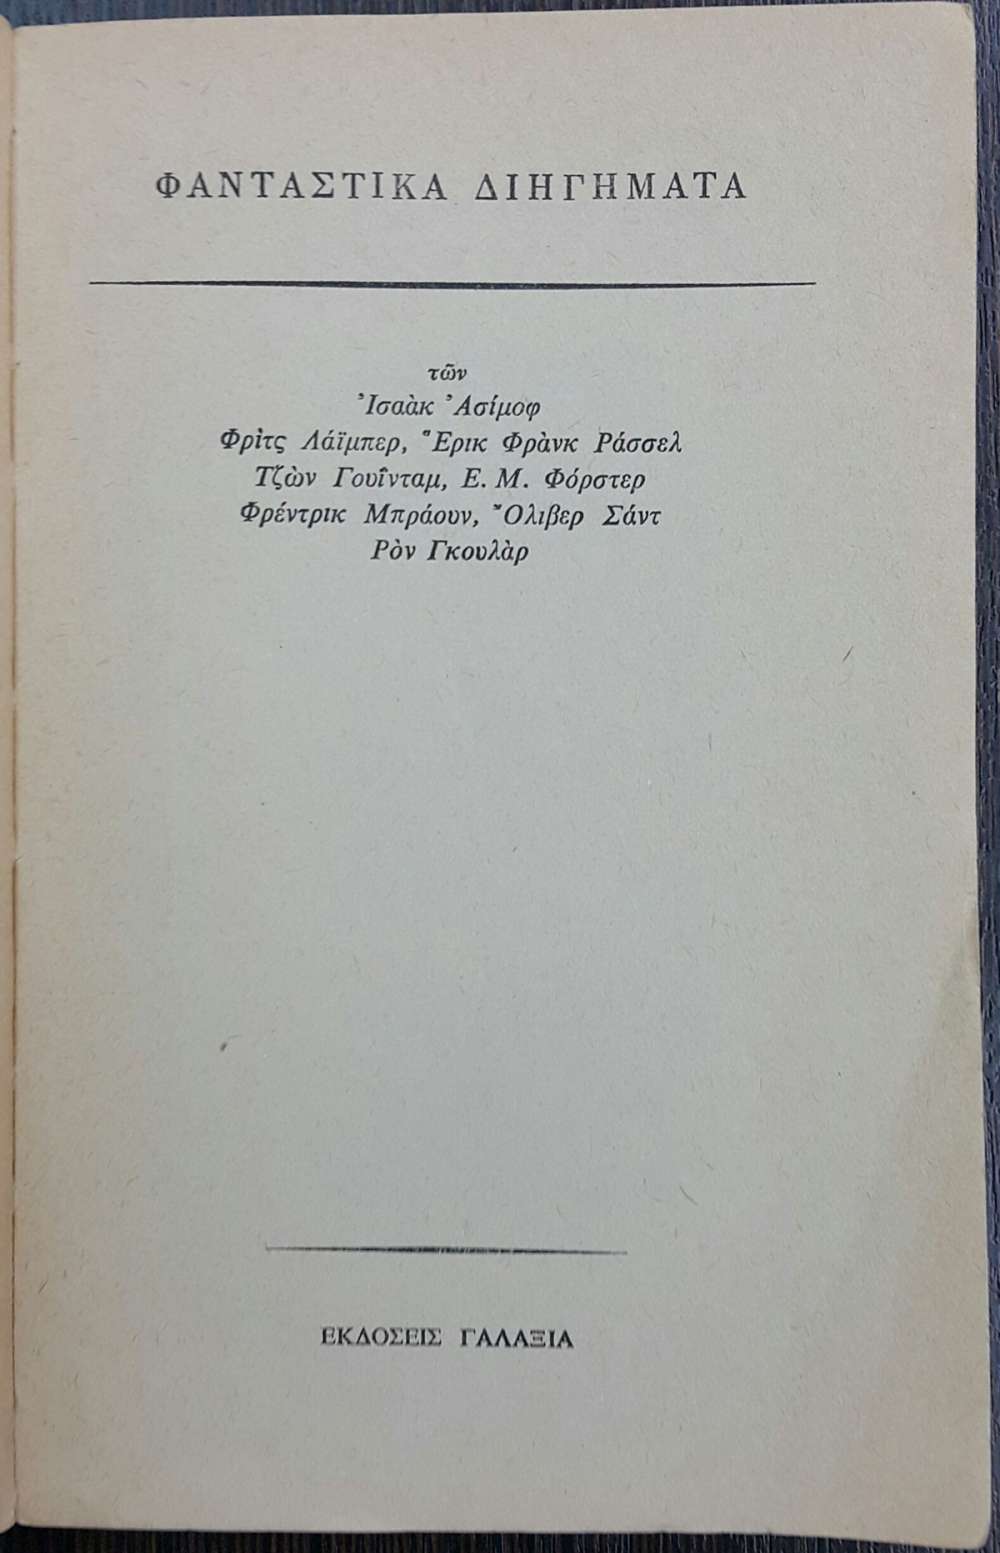 ΦΑΝΤΑΣΤΙΚΑ ΔΙΗΓΗΜΑΤΑ
τῶν
Ἰσαὰκ Ἀσίμοφ
Φρὶτς Λάϊμπερ, Ἔρικ Φρὰνκ Ράσσελ
Τζὼν Γουΐνταμ, Ε. Μ. Φόρστερ
Φρέντρικ Μπράουν, Ὄλιβερ Σάντ
Ρὸν Γκουλὰρ
ΕΚΔΟΣΕΙΣ ΓΑΛΑΞΙΑ